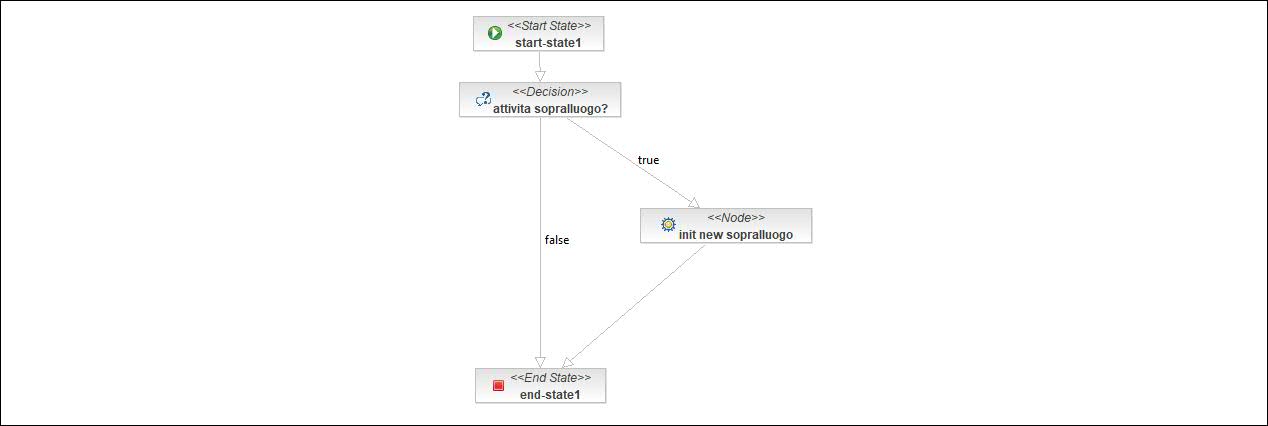 <<Start State>>
start-state1
<<Decision>>
attivita sopralluogo?
true
<<Node>>
init new sopralluogo
false
<<End State>>
end-state1